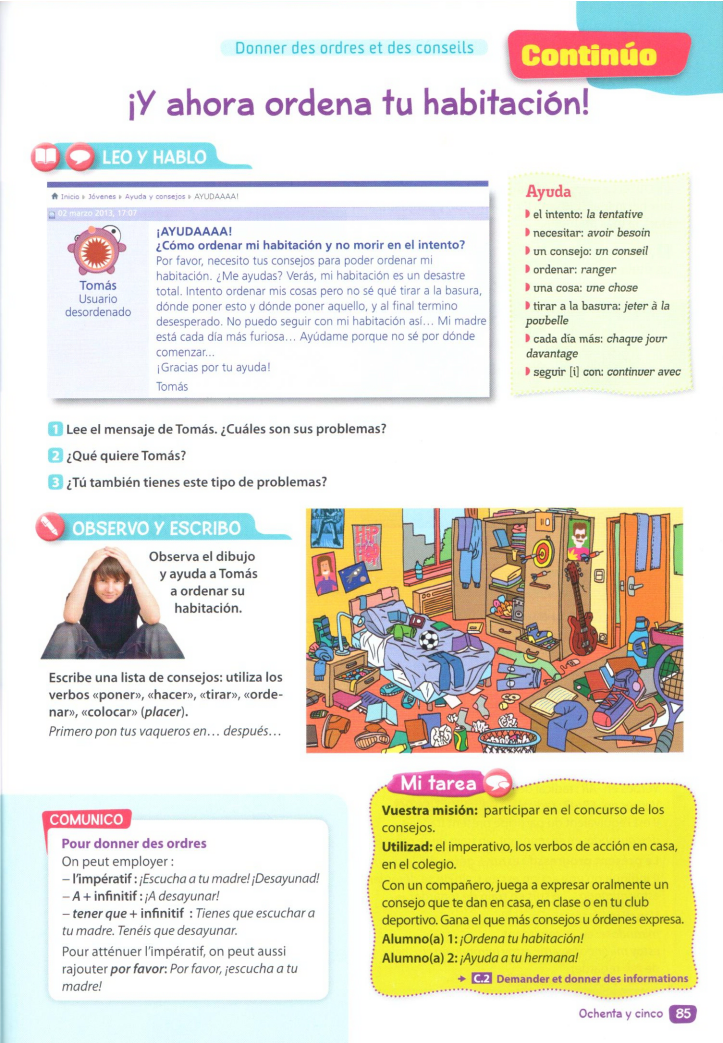 Donner des ordres et des conseils
Continúo
¡Y ahora ordena tu habitación!
LEO Y HABLO
Inicio ▸ Jóvenes ▸ Ayuda y consejos ▸ AYUDAAAA!
02 marzo 2013, 17:07
Tomás
Usuario
desordenado
¡AYUDAAAA!
¿Cómo ordenar mi habitación y no morir en el intento?
Por favor, necesito tus consejos para poder ordenar mi
habitación. ¿Me ayudas? Verás, mi habitación es un desastre
total. Intento ordenar mis cosas pero no sé qué tirar a la basura,
dónde poner esto y dónde poner aquello, y al final termino
desesperado. No puedo seguir con mi habitación así... Mi madre
está cada día más furiosa... Ayúdame porque no sé por dónde
comenzar...
¡Gracias por tu ayuda!
Tomás
Ayuda
el intento: la tentative
necesitar: avoir besoin
un consejo: un conseil
ordenar: ranger
una cosa: une chose
tirar a la basura: jeter à la
poubelle
cada día más: chaque jour
davantage
seguir [i] con: continuer avec
1 Lee el mensaje de Tomás. ¿Cuáles son sus problemas?
2 ¿Qué quiere Tomás?
3 ¿Tú también tienes este tipo de problemas?
OBSERVO Y ESCRIBO
Observa el dibujo
y ayuda a Tomás
a ordenar su
habitación.
Escribe una lista de consejos: utiliza los
verbos «poner», «hacer», «tirar», «orde-
nar», «colocar» (placer).
Primero pon tus vaqueros en... después...
COMUNICO
Pour donner des ordres
On peut employer :
– l'impératif : ¡Escucha a tu madre! ¡Desayunad!
– A + infinitif : ¡A desayunar!
– tener que + infinitif : Tienes que escuchar a
tu madre. Tenéis que desayunar.
Pour atténuer l'impératif, on peut aussi
rajouter por favor: Por favor, ¡escucha a tu
madre!
Mi tarea
Vuestra misión: participar en el concurso de los
consejos.
Utilizad: el imperativo, los verbos de acción en casa,
en el colegio.
Con un compañero, juega a expresar oralmente un
consejo que te dan en casa, en clase o en tu club
deportivo. Gana el que más consejos u órdenes expresa.
Alumno(a) 1: ¡Ordena tu habitación!
Alumno(a) 2: ¡Ayuda a tu hermana!
C.2 Demander et donner des informations
Ochenta y cinco 85